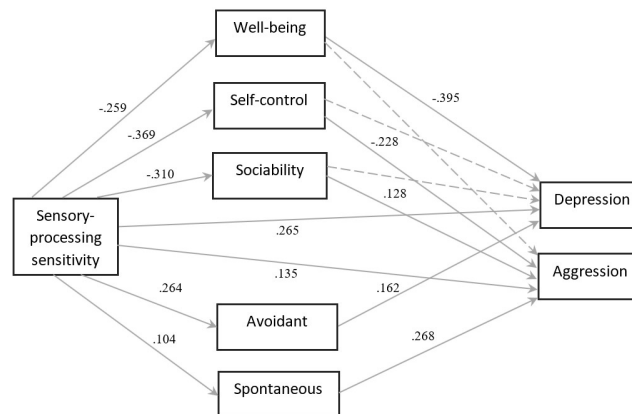 Well-being
-.395
Self-control
-.259
-.369
-.228
Sociability
-.310
.128
Depression
Sensory-
processing
sensitivity
.265
Aggression
.135
.264
.162
Avoidant
.104
.268
Spontaneous